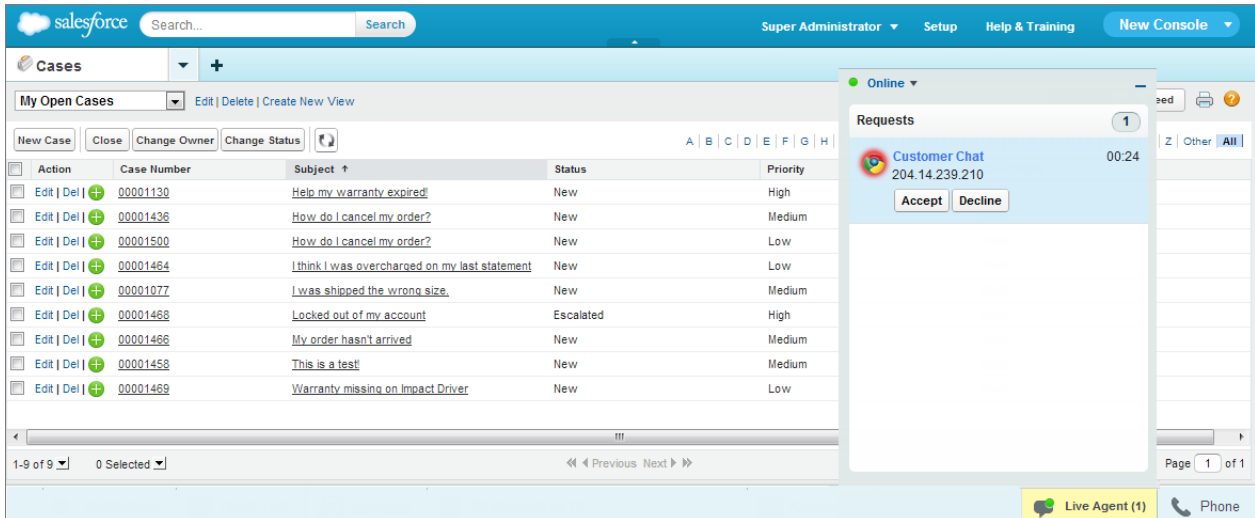 salesforce Search... Search Super Administrator Setup Help & Training New Console
Cases
Online
My Open Cases Edit | Delete | Create New View
Requests 1
New Case Close Change Owner Change Status A | B | C | D | E | F | G | H Z | Other All
Customer Chat 00:24
204.14.239.210
Accept Decline
Action Case Number Subject Status Priority
Edit | Del | 00001130 Help my warranty expired! New High
Edit | Del | 00001436 How do I cancel my order? New Medium
Edit | Del | 00001500 How do I cancel my order? New Low
Edit | Del | 00001464 I think I was overcharged on my last statement New Low
Edit | Del | 00001077 I was shipped the wrong size. New Medium
Edit | Del | 00001468 Locked out of my account Escalated High
Edit | Del | 00001466 My order hasn't arrived New Medium
Edit | Del | 00001458 This is a test! New Medium
Edit | Del | 00001469 Warranty missing on Impact Driver New Low
1-9 of 9 0 Selected Previous Next Page 1 of 1
Live Agent (1) Phone